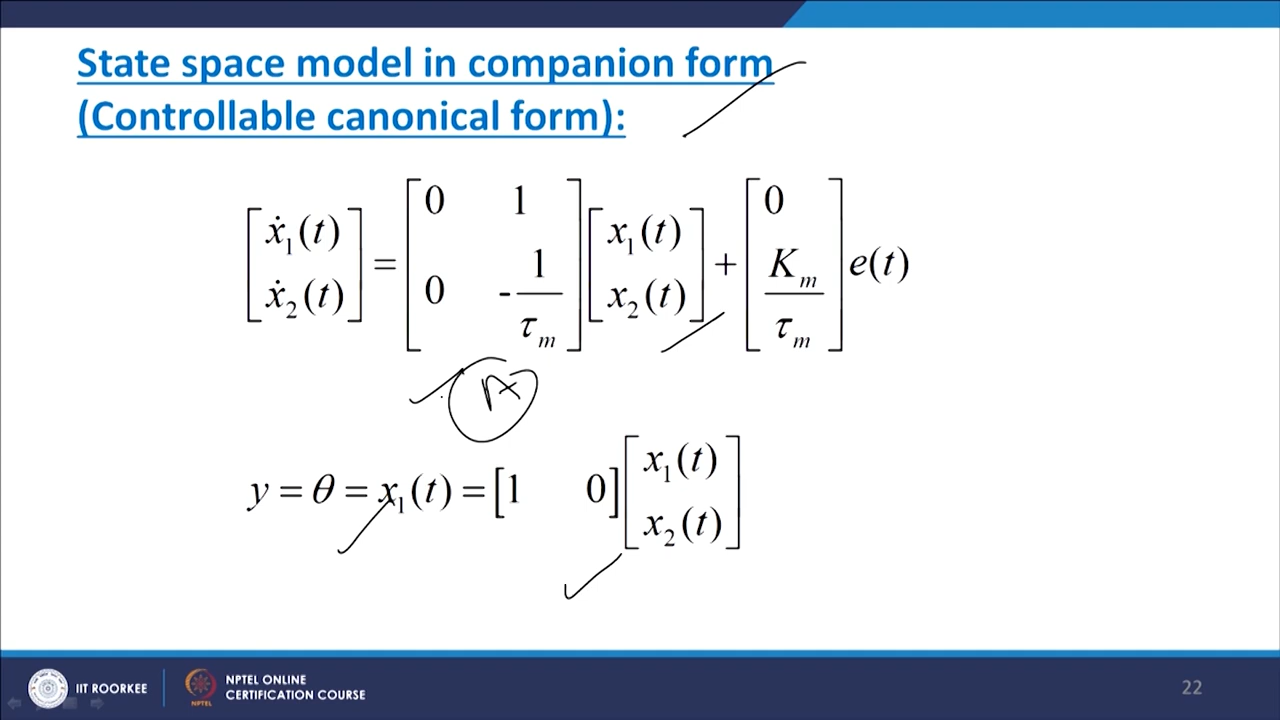 State space model in companion form
(Controllable canonical form):
[ẋ₁(t) ẋ₂(t)] = [0 1 0 -1/τₘ] [x₁(t) x₂(t)] + [0 Kₘ/τₘ] e(t)
A
y = θ = x₁(t) = [1 0] [x₁(t) x₂(t)]
IIT ROORKEE
NPTEL ONLINE
CERTIFICATION COURSE
NPTEL
22